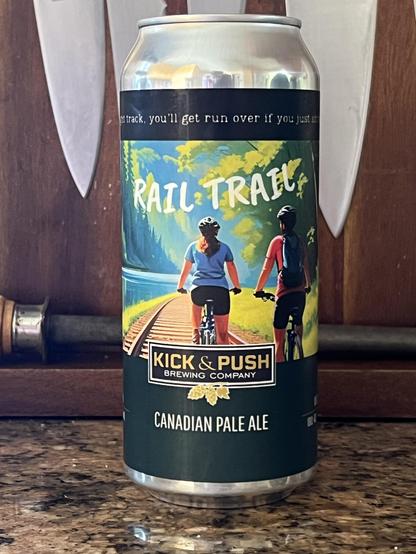 track, you'll get run over if you just
RAIL TRAIL
KICK & PUSH
BREWING COMPANY
CANADIAN PALE ALE